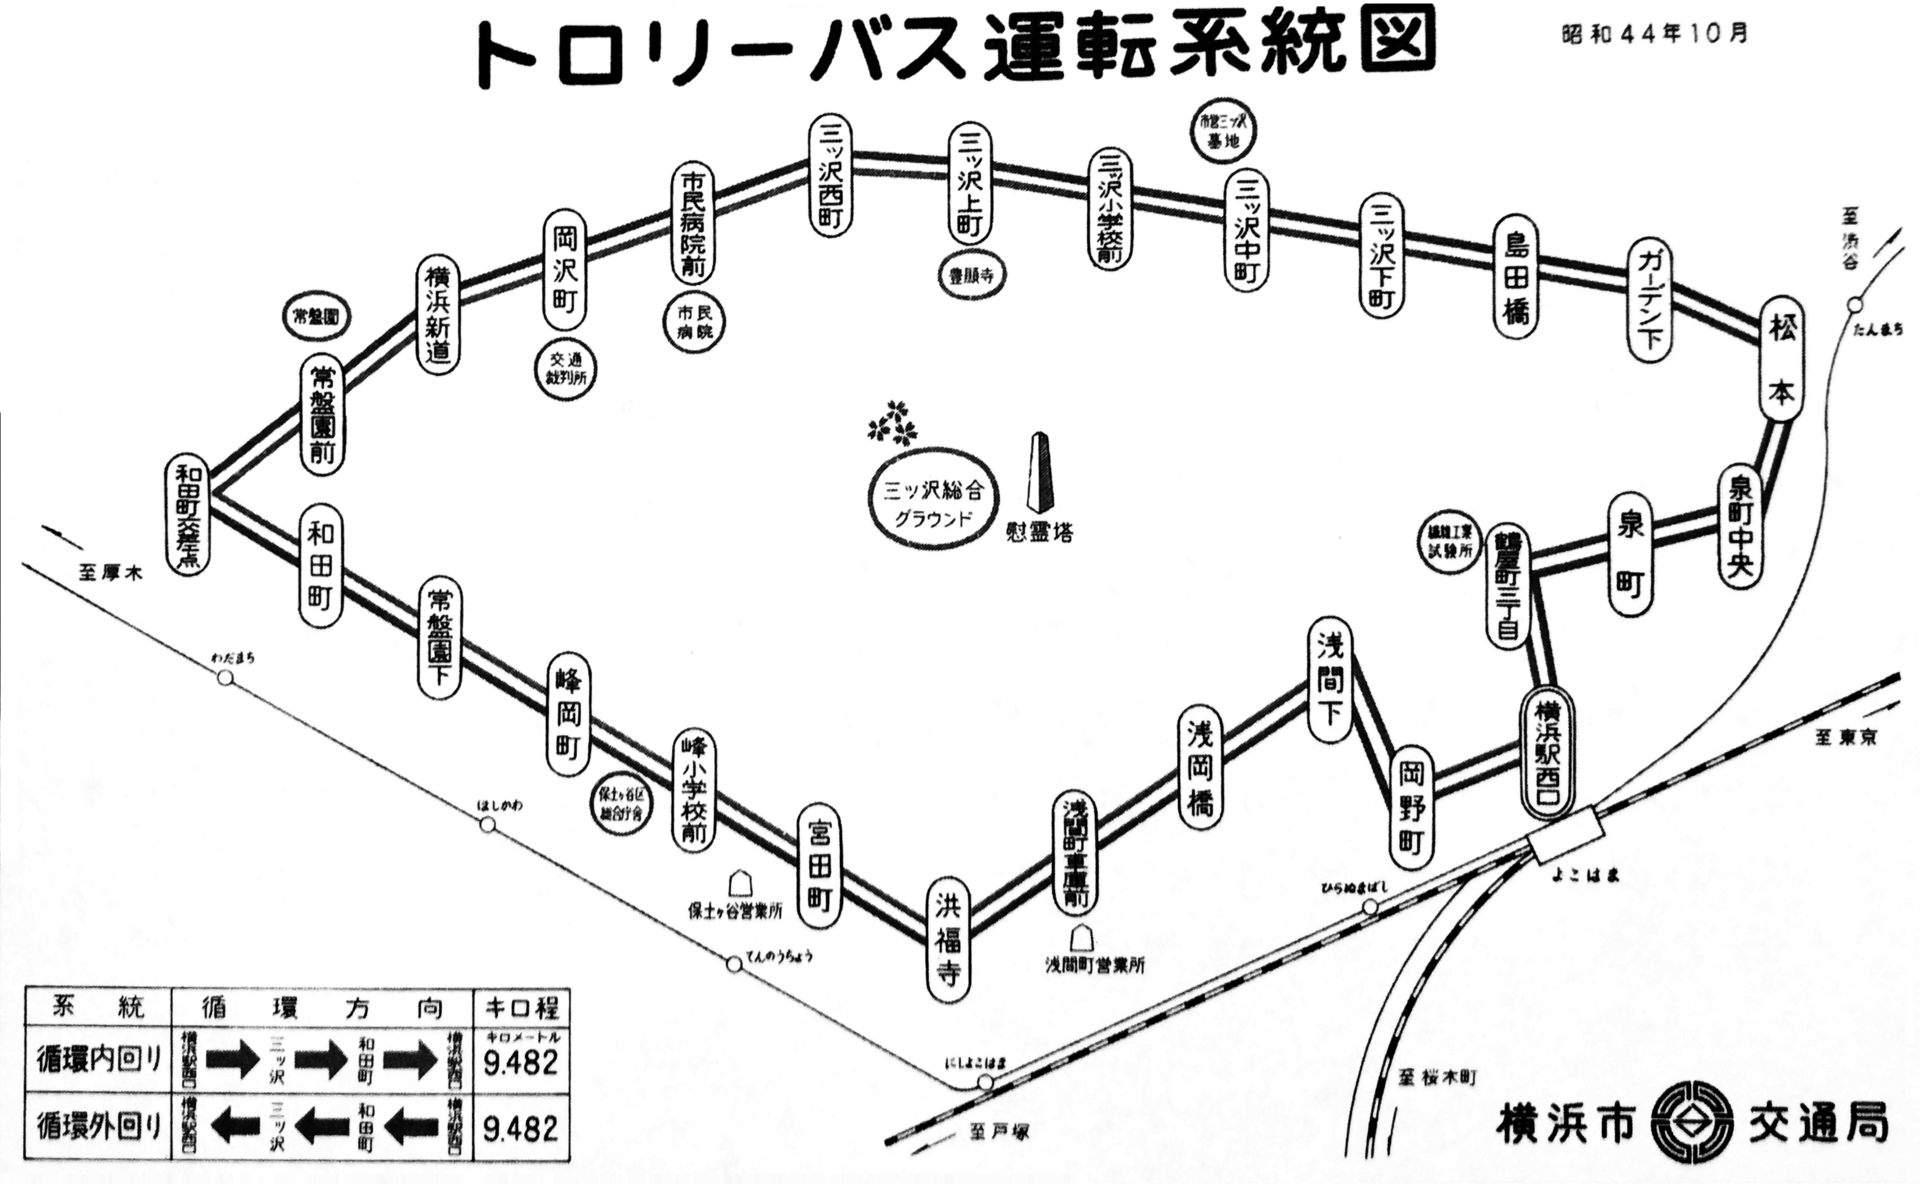 トロリーバス運転系統図
昭和44年10月
市営三ッ沢
墓地
三ッ沢西町
三ッ沢上町
三ッ沢小学校前
三ッ沢中町
三ッ沢下町
島田橋
ガーデン下
松本
至渋谷
たんまち
市民病院前
岡沢町
横浜新道
常盤園
常盤園前
豊顕寺
市民
病院
交通
裁判所
和田町交差点
和田町
常盤園下
峰岡町
峰小学校前
宮田町
洪福寺
浅間町車庫前
浅岡橋
浅間下
岡野町
横浜駅西口
鶴屋町三丁目
泉町
泉町中央
繊維工業
試験所
三ッ沢総合
グラウンド
慰霊塔
至厚木
わだまち
ほしかわ
てんのうちょう
にしよこはま
ひらぬまばし
よこはま
至東京
至桜木町
至戸塚
保土ヶ谷区
総合庁舎
保土ヶ谷営業所
浅間町営業所
系統 循環方向 キロ程
循環内回り 横浜駅西口 三ッ沢 和田町 横浜駅西口 キロメートル 9.482
循環外回り 横浜駅西口 三ッ沢 和田町 横浜駅西口 9.482
横浜市 交通局